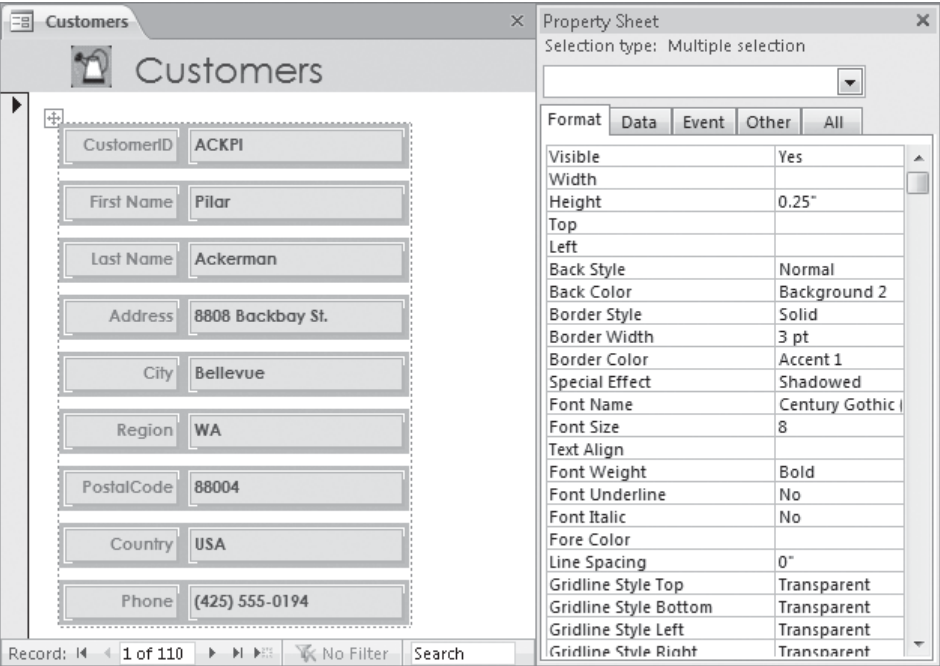 Customers
Customers
CustomerID ACKPI
First Name Pilar
Last Name Ackerman
Address 8808 Backbay St.
City Bellevue
Region WA
PostalCode 88004
Country USA
Phone (425) 555-0194
Record: 1 of 110 No Filter Search
Property Sheet
Selection type: Multiple selection
Format Data Event Other All
Visible Yes
Width
Height 0.25"
Top
Left
Back Style Normal
Back Color Background 2
Border Style Solid
Border Width 3 pt
Border Color Accent 1
Special Effect Shadowed
Font Name Century Gothic (
Font Size 8
Text Align
Font Weight Bold
Font Underline No
Font Italic No
Fore Color
Line Spacing 0"
Gridline Style Top Transparent
Gridline Style Bottom Transparent
Gridline Style Left Transparent
Gridline Style Right Transparent